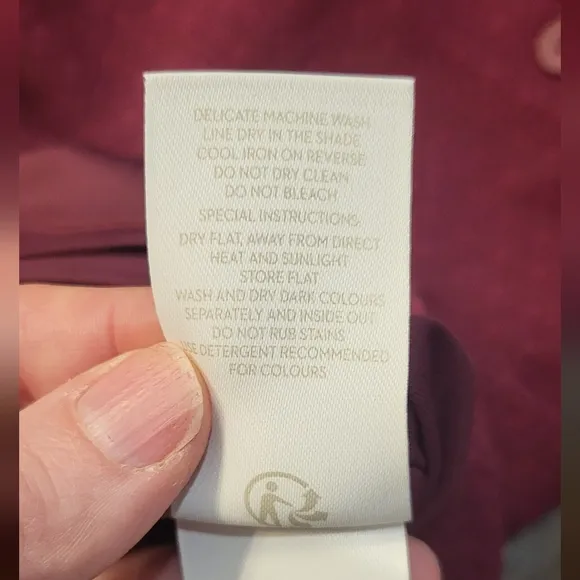 DELICATE MACHINE WASH
LINE DRY IN THE SHADE
COOL IRON ON REVERSE
DO NOT DRY CLEAN
DO NOT BLEACH
SPECIAL INSTRUCTIONS:
DRY FLAT, AWAY FROM DIRECT
HEAT AND SUNLIGHT
STORE FLAT
WASH AND DRY DARK COLOURS
SEPARATELY AND INSIDE OUT
DO NOT RUB STAINS
DETERGENT RECOMMENDED
FOR COLOURS